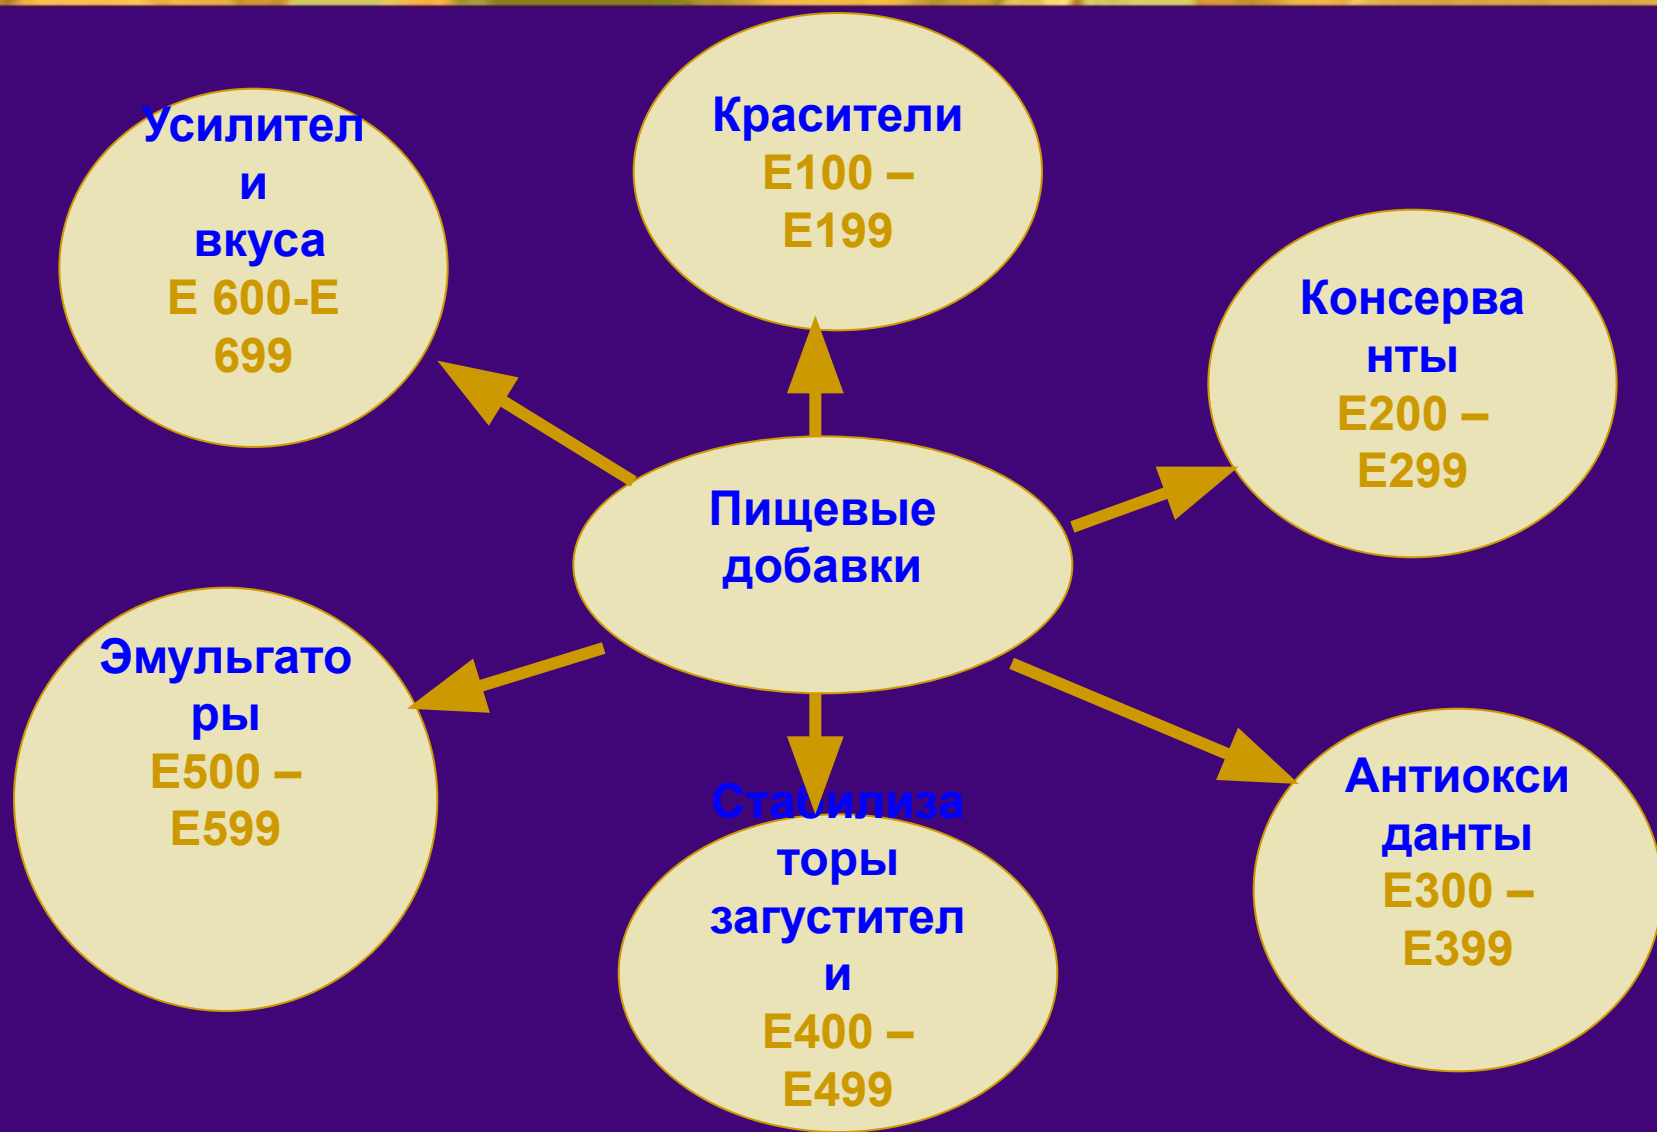 Усилител
и
вкуса
Е 600-Е
699
Красители
Е100 –
Е199
Консерва
нты
Е200 –
Е299
Пищевые
добавки
Эмульгато
ры
Е500 –
Е599
Стабилиза
торы
загустител
и
Е400 –
Е499
Антиокси
данты
Е300 –
Е399